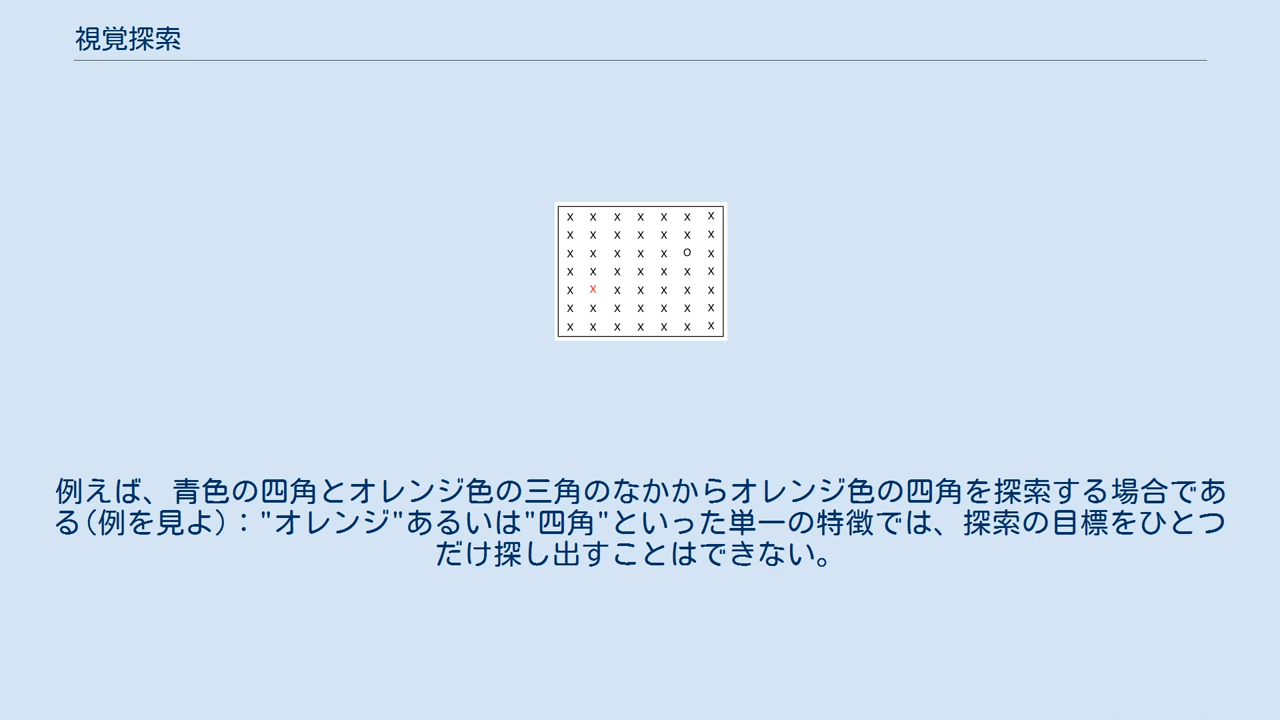 視覚探索
x x x x x x x
x x x x x x x
x x x x x o x
x x x x x x x
x x x x x x x
x x x x x x x
x x x x x x x
例えば、青色の四角とオレンジ色の三角のなかからオレンジ色の四角を探索する場合であ
る(例を見よ)："オレンジ"あるいは"四角"といった単一の特徴では、探索の目標をひとつ
だけ探し出すことはできない。